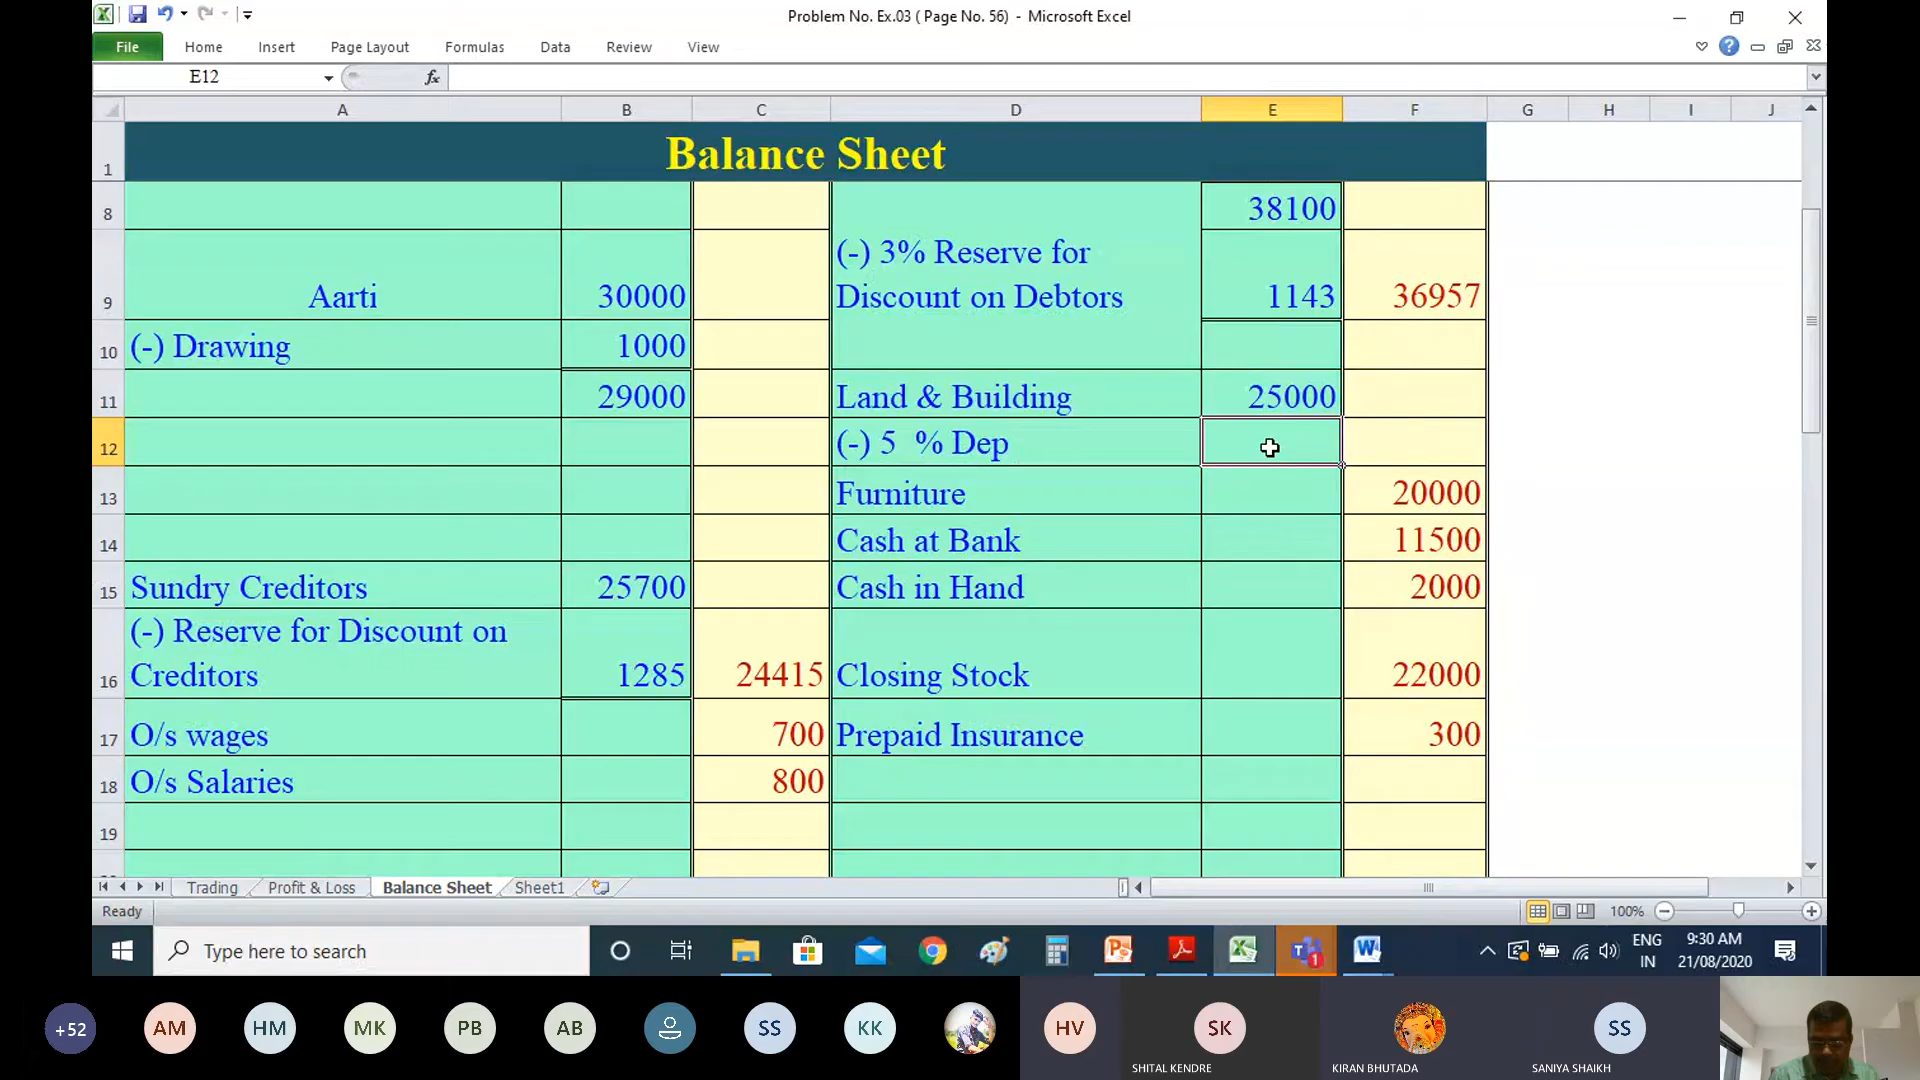 Problem No. Ex.03 ( Page No. 56) - Microsoft Excel
File Home Insert Page Layout Formulas Data Review View
E12 fx
A B C D E F G H I J
1 Balance Sheet
8 38100
(-) 3% Reserve for
9 Aarti 30000 Discount on Debtors 1143 36957
10 (-) Drawing 1000
11 29000 Land & Building 25000
12 (-) 5 % Dep
13 Furniture 20000
14 Cash at Bank 11500
15 Sundry Creditors 25700 Cash in Hand 2000
(-) Reserve for Discount on
16 Creditors 1285 24415 Closing Stock 22000
17 O/s wages 700 Prepaid Insurance 300
18 O/s Salaries 800
19
Trading Profit & Loss Balance Sheet Sheet1
Ready 100%
Type here to search ENG 9:30 AM
IN 21/08/2020
+52 AM HM MK PB AB SS KK HV SK SS
SHITAL KENDRE KIRAN BHUTADA SANIYA SHAIKH